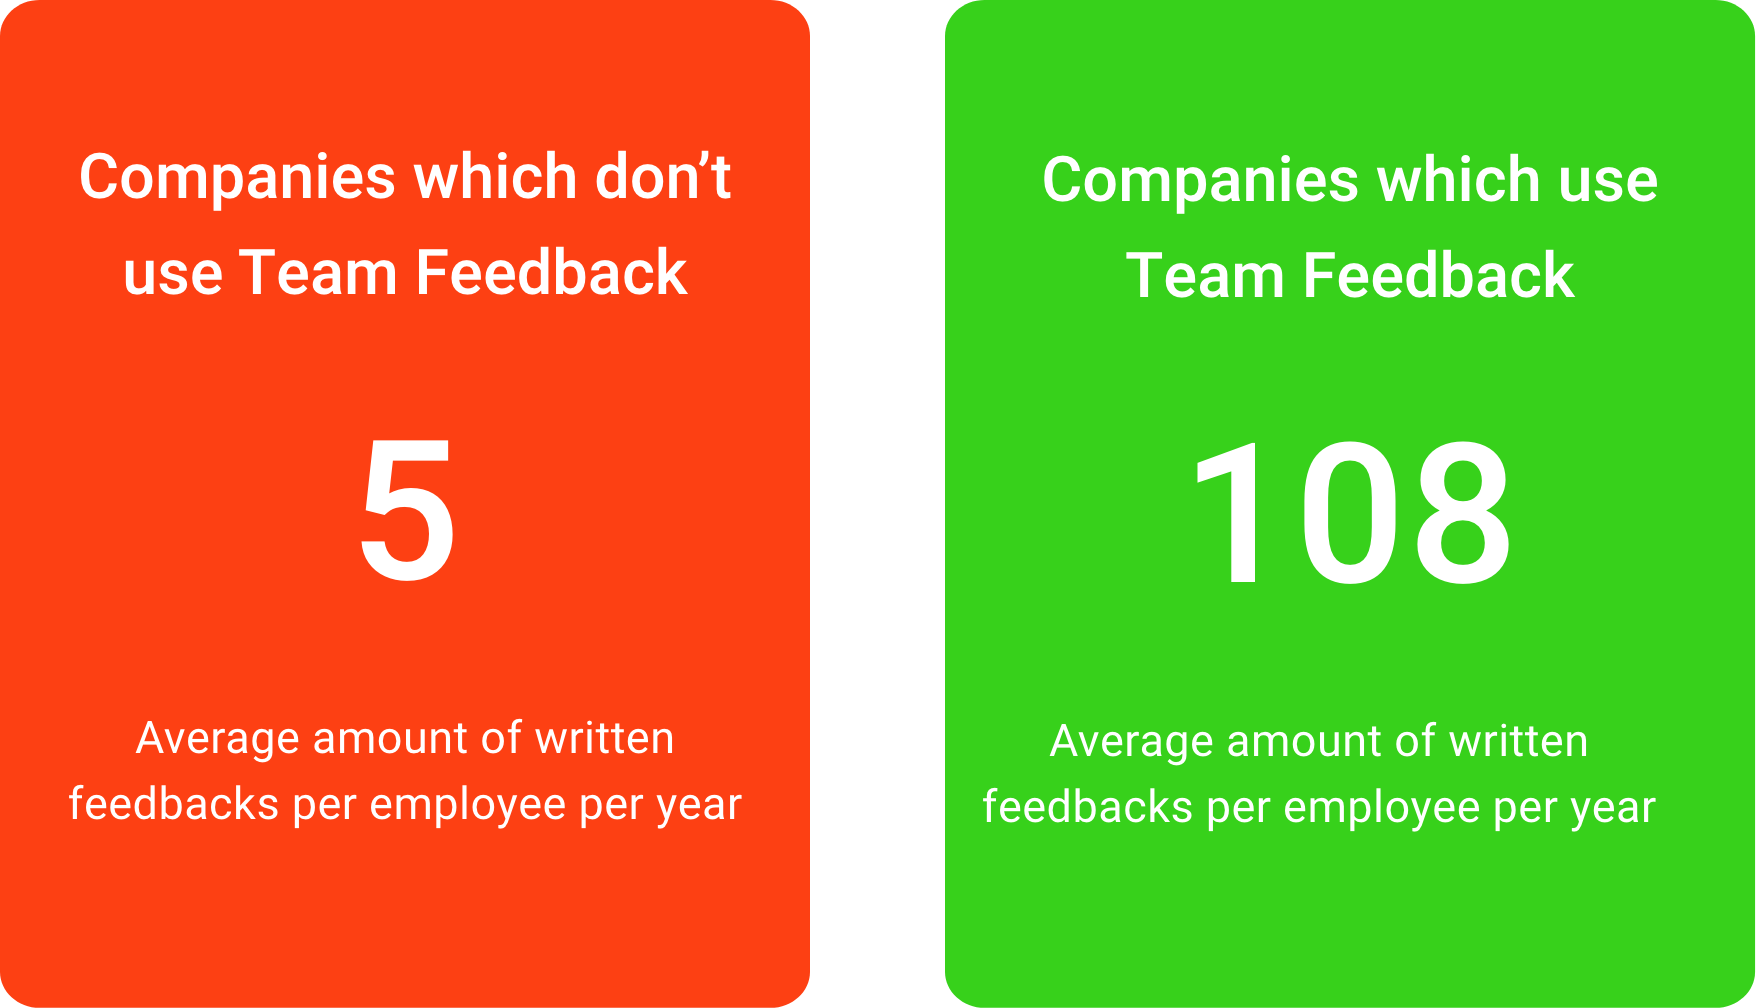 Companies which don’t
use Team Feedback
5
Average amount of written
feedbacks per employee per year
Companies which use
Team Feedback
108
Average amount of written
feedbacks per employee per year